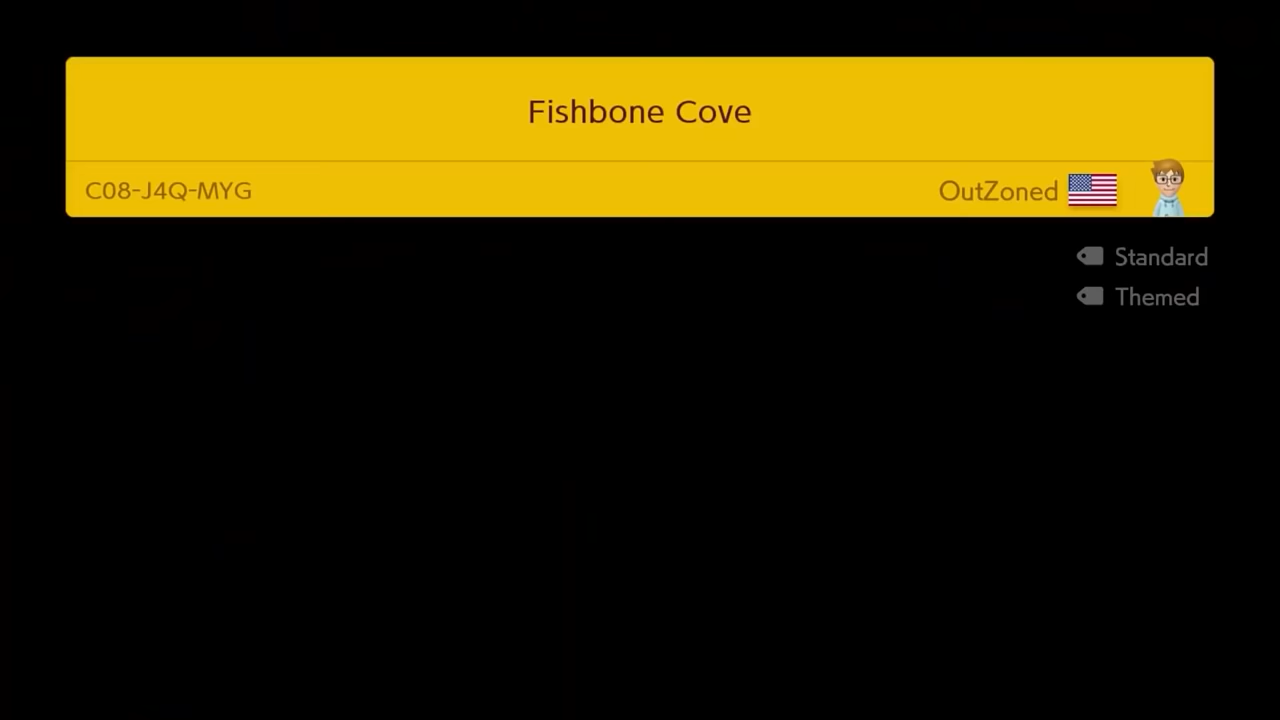 Fishbone Cove
C08-J4Q-MYG
OutZoned
Standard
Themed